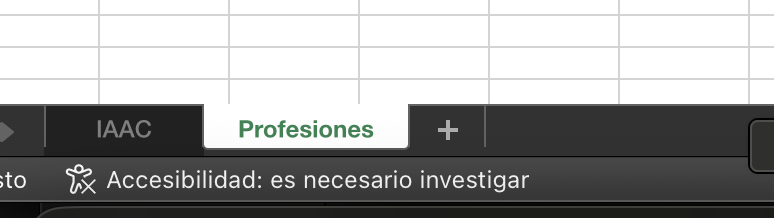 IAAC
Profesiones
+
Accesibilidad: es necesario investigar